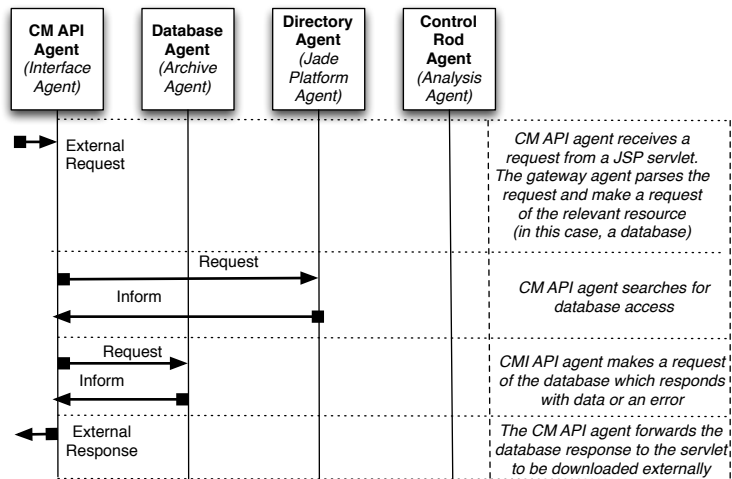 CM API
Agent
(Interface
Agent)
Database
Agent
(Archive
Agent)
Directory
Agent
(Jade
Platform
Agent)
Control
Rod
Agent
(Analysis
Agent)
External
Request
CM API agent receives a
request from a JSP servlet.
The gateway agent parses the
request and make a request
of the relevant resource
(in this case, a database)
Request
Inform
CM API agent searches for
database access
Request
Inform
CMI API agent makes a request
of the database which responds
with data or an error
External
Response
The CM API agent forwards the
database response to the servlet
to be downloaded externally